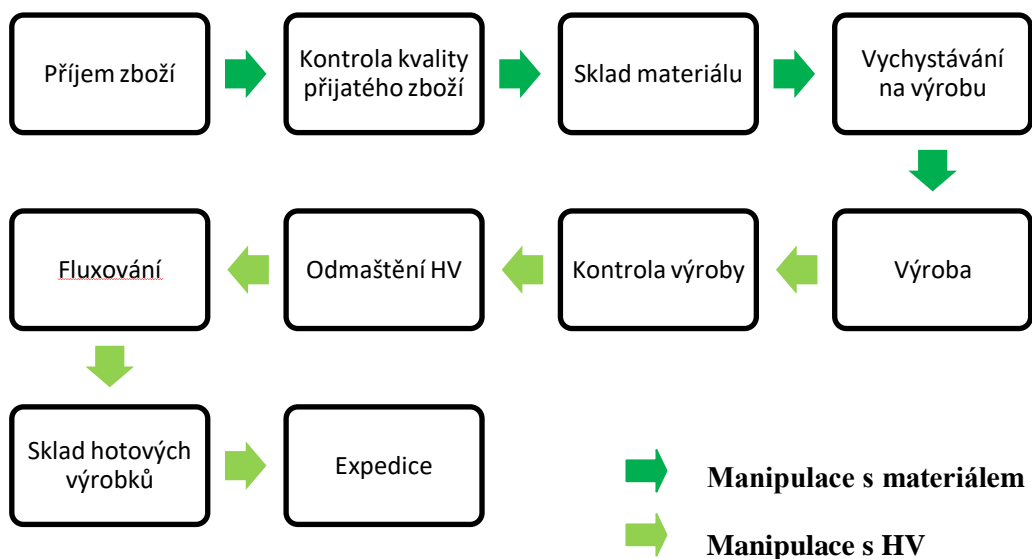 Příjem zboží
Kontrola kvality
přijatého zboží
Sklad materiálu
Vychystávání
na výrobu
Fluxování
Odmaštění HV
Kontrola výroby
Výroba
Sklad hotových
výrobků
Expedice
Manipulace s materiálem
Manipulace s HV